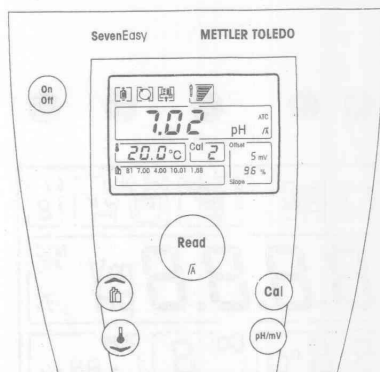 SevenEasy METTLER TOLEDO
On
Off
7.02 pH ATC /A
20.0°C Cal 2 Offset 5 mV
96 %
Slope
B1 7.00 4.00 10.01 1.68
Read
/A
Cal
pH/mV